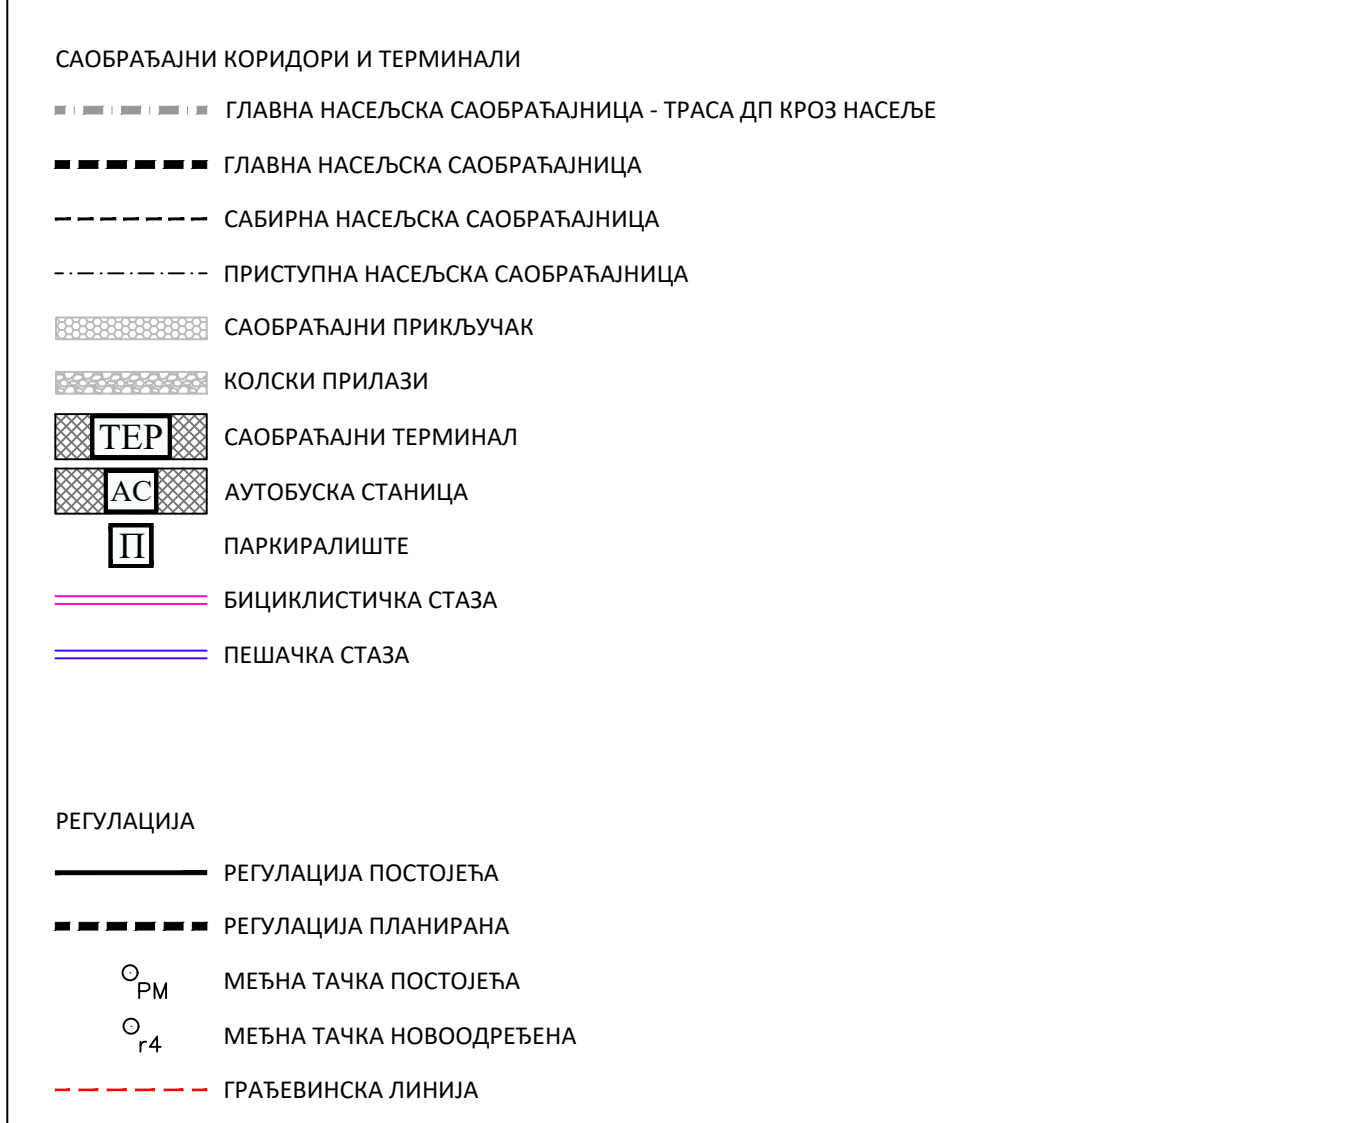 САОБРАЂАЈНИ КОРИДОРИ И ТЕРМИНАЛИ
ГЛАВНА НАСЕЉСКА САОБРАЋАЈНИЦА - ТРАСА ДП КРОЗ НАСЕЉЕ
ГЛАВНА НАСЕЉСКА САОБРАЋАЈНИЦА
САБИРНА НАСЕЉСКА САОБРАЋАЈНИЦА
ПРИСТУПНА НАСЕЉСКА САОБРАЋАЈНИЦА
САОБРАЋАЈНИ ПРИКЉУЧАК
КОЛСКИ ПРИЛАЗИ
ТЕР САОБРАЋАЈНИ ТЕРМИНАЛ
АС АУТОБУСКА СТАНИЦА
П ПАРКИРАЛИШТЕ
БИЦИКЛИСТИЧКА СТАЗА
ПЕШАЧКА СТАЗА
РЕГУЛАЦИЈА
РЕГУЛАЦИЈА ПОСТОЈЕЋА
РЕГУЛАЦИЈА ПЛАНИРАНА
PM МЕЂНА ТАЧКА ПОСТОЈЕЋА
r4 МЕЂНА ТАЧКА НОВООДРЕЂЕНА
ГРАЂЕВИНСКА ЛИНИЈА